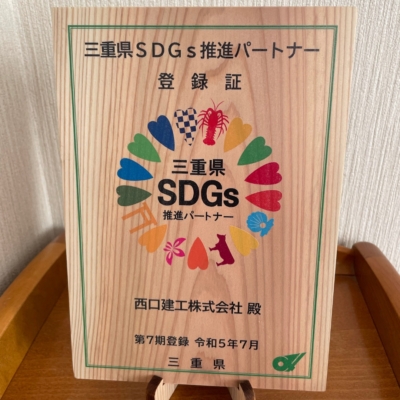 三重県SDGs推進パートナー
登録証
三重県
SDGs
推進パートナー
西口建工株式会社 殿
第7期登録 令和5年7月
三重県